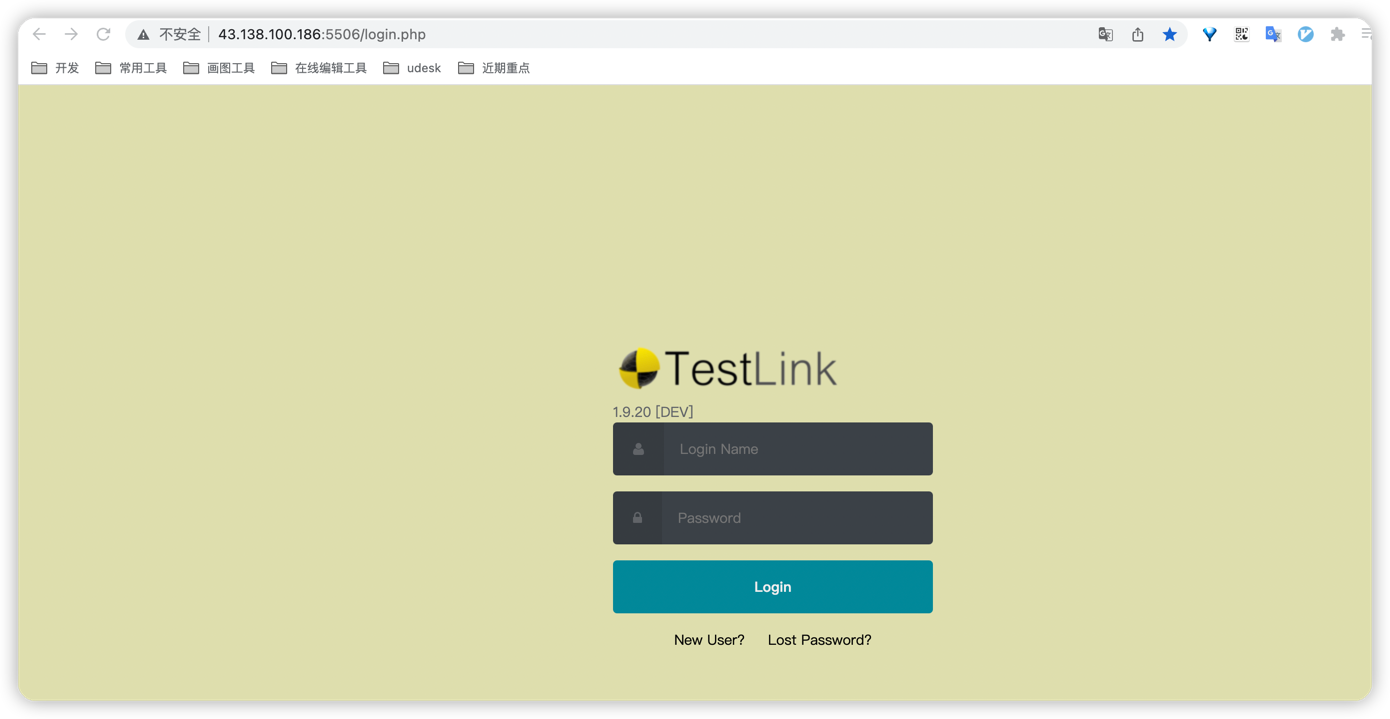 不安全 43.138.100.186:5506/login.php
开发 常用工具 画图工具 在线编辑工具 udesk 近期重点
TestLink
1.9.20 [DEV]
Login Name
Password
Login
New User? Lost Password?